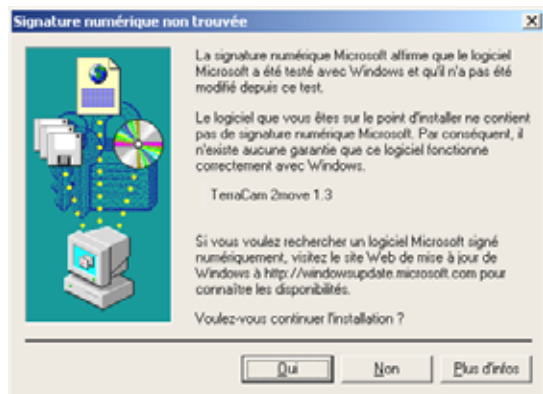 Signature numérique non trouvée
La signature numérique Microsoft affirme que le logiciel
Microsoft a été testé avec Windows et qu'il n'a pas été
modifié depuis ce test.
Le logiciel que vous êtes sur le point d'installer ne contient
pas de signature numérique Microsoft. Par conséquent, il
n'existe aucune garantie que ce logiciel fonctionne
correctement avec Windows.
TerraCam 2move 1.3
Si vous voulez rechercher un logiciel Microsoft signé
numériquement, visitez le site Web de mise à jour de
Windows à http://windowsupdate.microsoft.com pour
connaître les disponibilités.
Voulez-vous continuer l'installation ?
Oui Non Plus d'infos